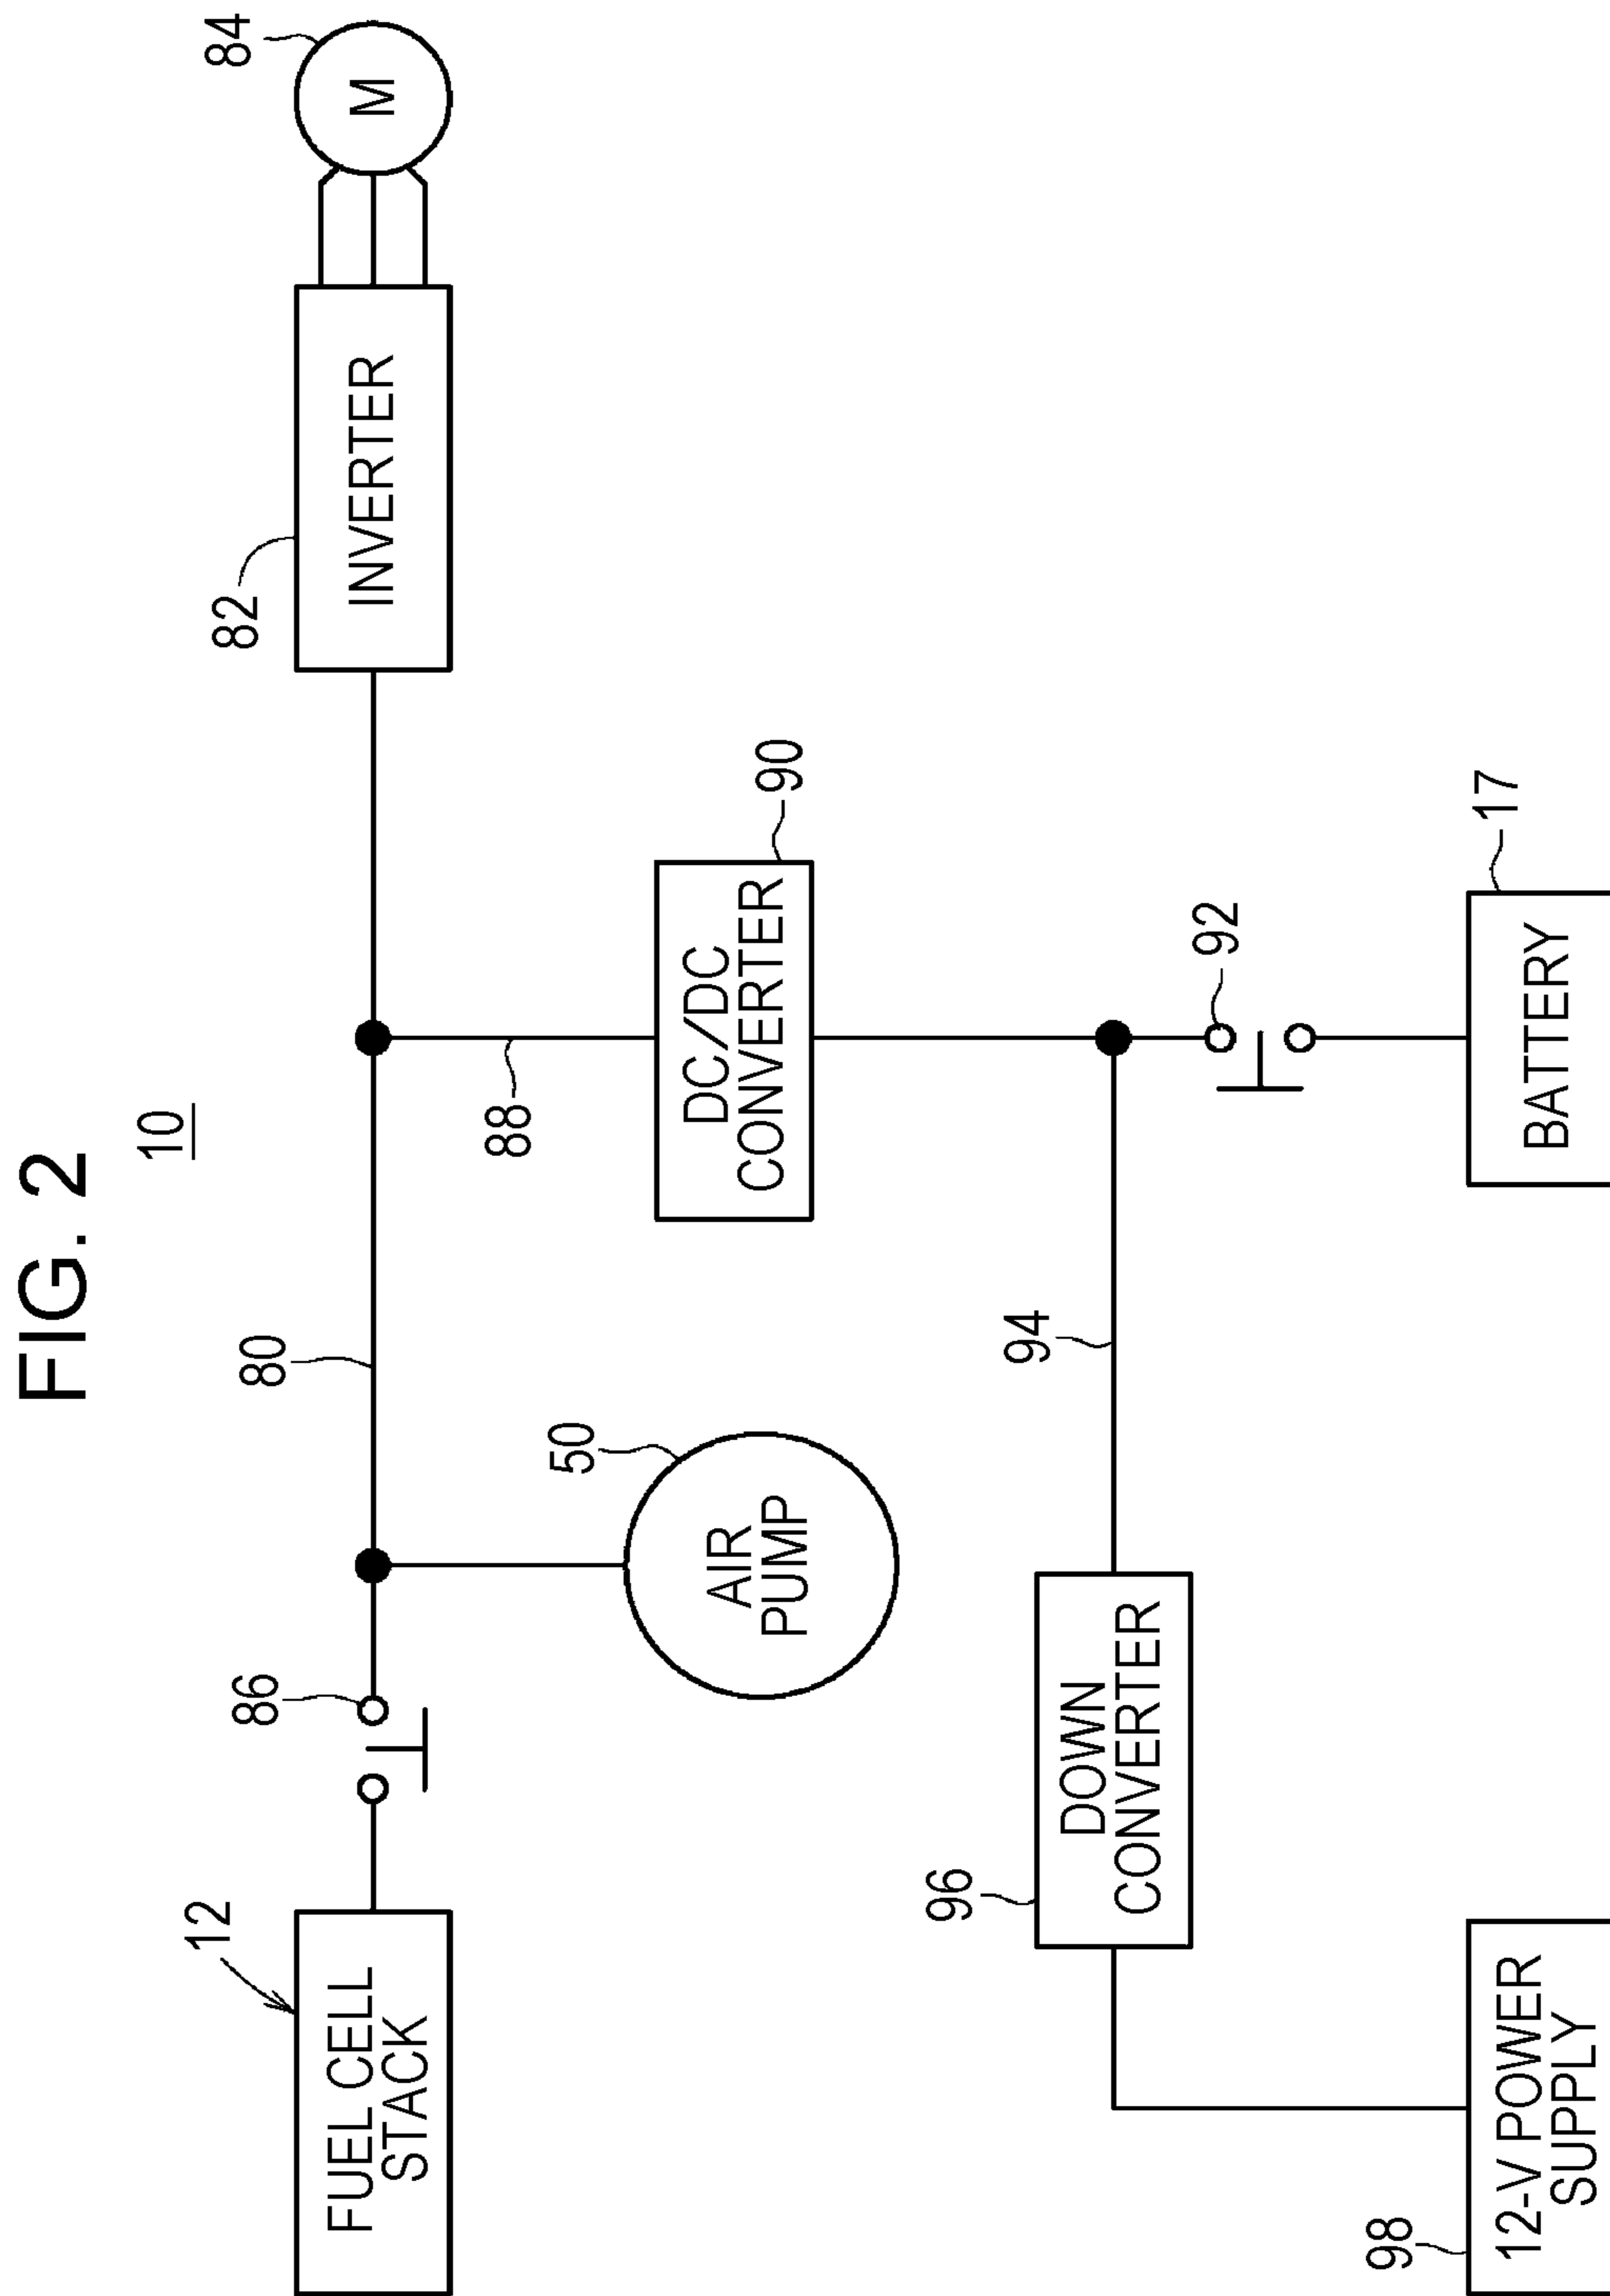 FIG. 2
10
12
FUEL CELL
STACK
86
80
82
INVERTER
84
M
50
AIR
PUMP
88
90
DC/DC
CONVERTER
96
DOWN
CONVERTER
94
92
98
12-V POWER
SUPPLY
17
BATTERY